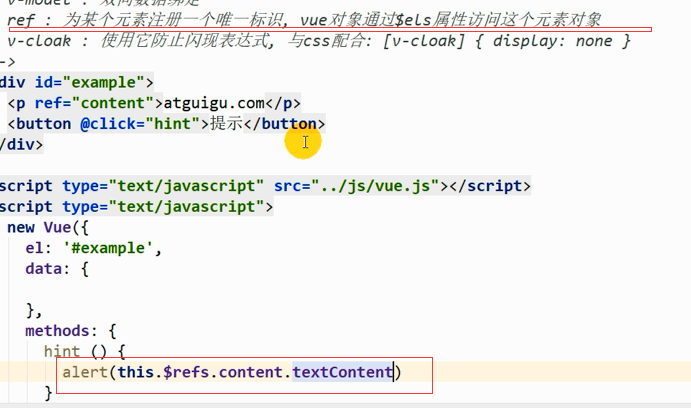 v-model : 双向数据绑定
ref : 为某个元素注册一个唯一标识, vue对象通过$els属性访问这个元素对象
v-cloak : 使用它防止闪现表达式, 与css配合: [v-cloak] { display: none }
->
div id="example">
<p ref="content">atguigu.com</p>
<button @click="hint">提示</button>
/div>
script type="text/javascript" src="../js/vue.js"></script>
script type="text/javascript">
new Vue({
el: '#example',
data: {
},
methods: {
hint () {
alert(this.$refs.content.textContent)
}